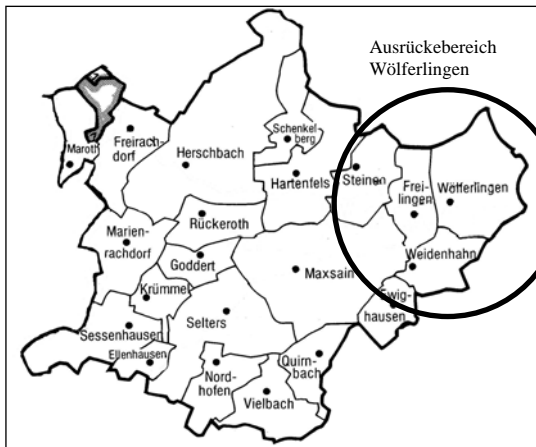 Ausrückebereich
Wölferlingen
Schenkel-
berg
Maroth
Freirach-
dorf
Herschbach
Hartenfels
Steinen
Frei-
lingen
Wölferlingen
Rückeroth
Marien-
rachdorf
Goddert
Maxsain
Weidenhahn
Krümmel
Ewig-
hausen
Selters
Sessenhausen
Ellenhausen
Nord-
hofen
Quirn-
bach
Vielbach